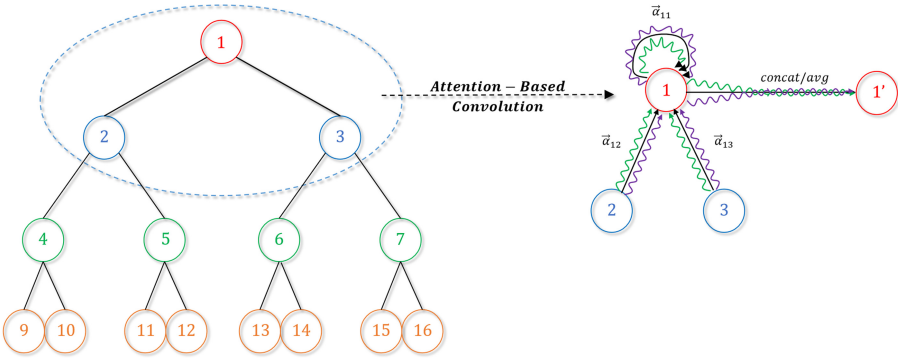 1
2 3
4 5 6 7
9 10 11 12 13 14 15 16
Attention − Based
Convolution
α⃗₁₁
1 concat/avg 1′
α⃗₁₂ α⃗₁₃
2 3